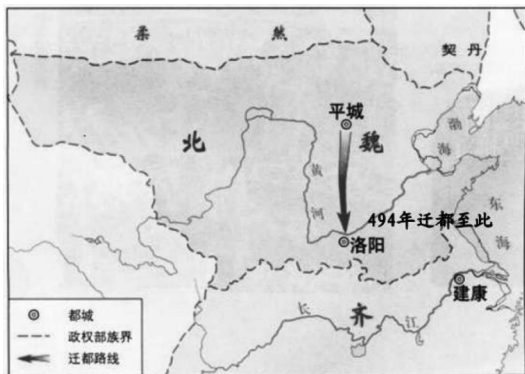 柔然
契丹
平城
渤海
北魏
黄河
494年迁都至此
东海
洛阳
建康
齐
长江
都城
政权部族界
迁都路线